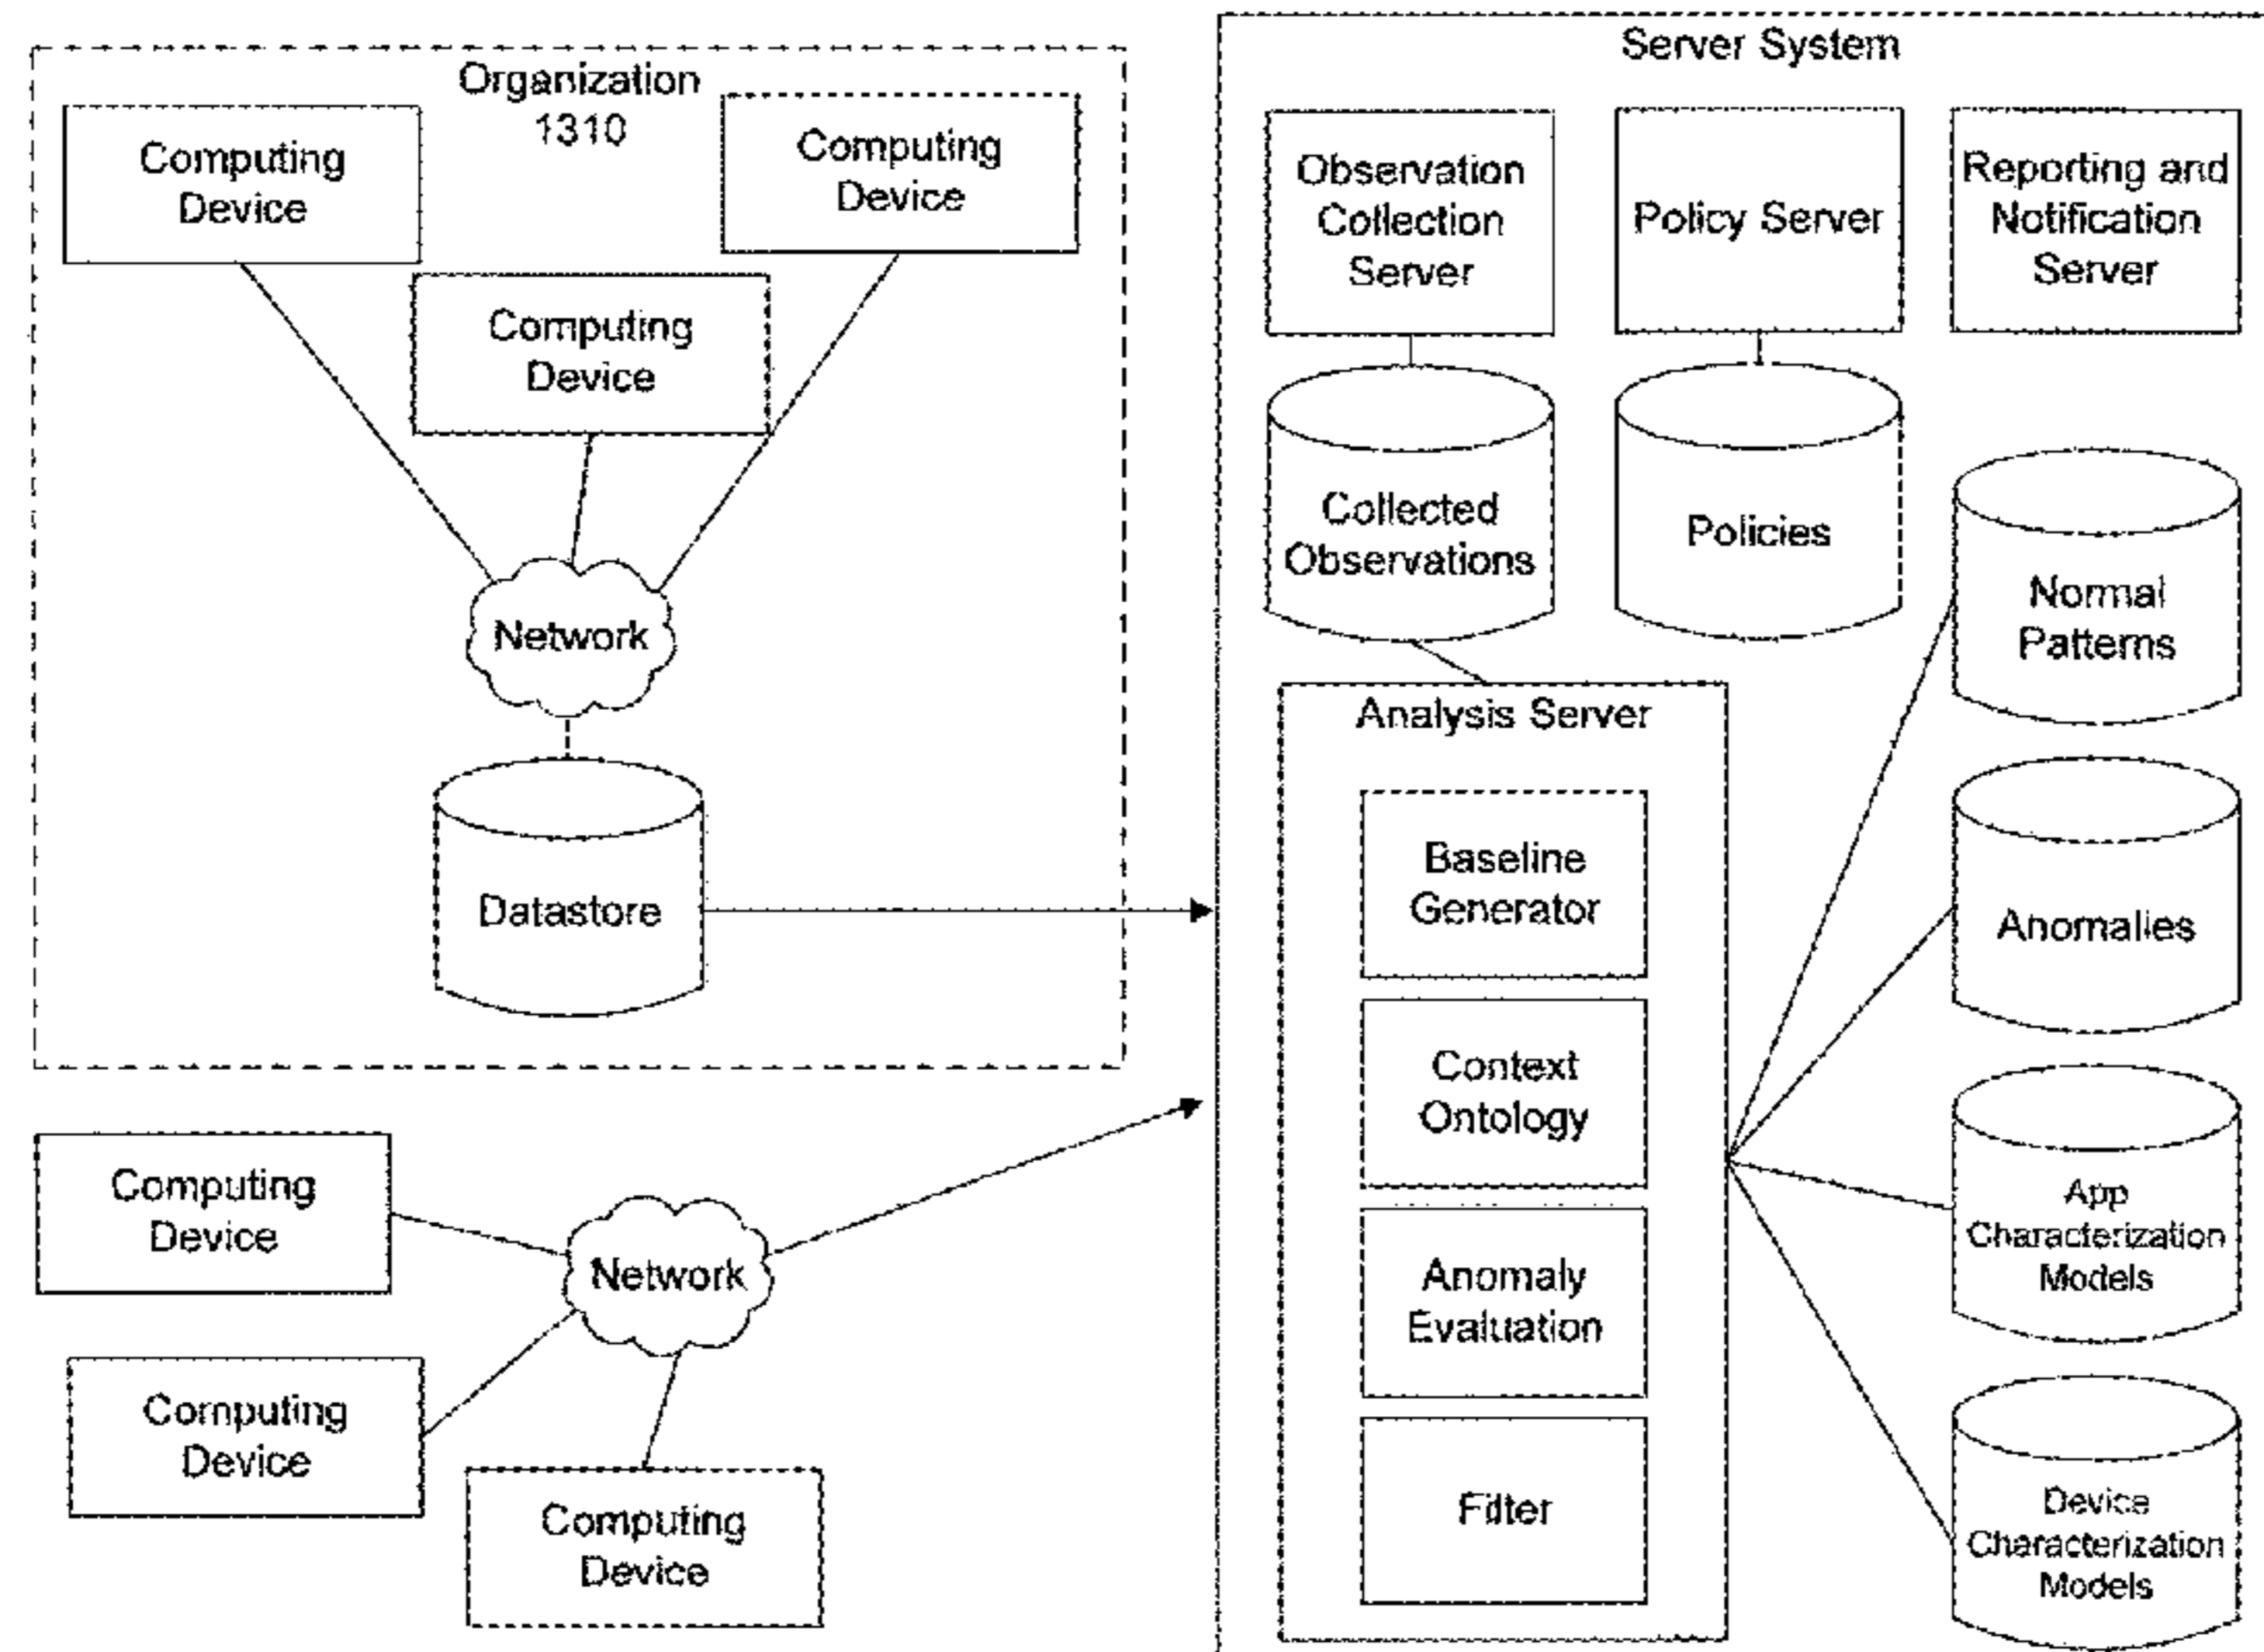 Organization
1310
Computing
Device
Computing
Device
Computing
Device
Network
Datastore
Computing
Device
Network
Computing
Device
Computing
Device
Server System
Observation
Collection
Server
Policy Server
Reporting and
Notification
Server
Collected
Observations
Policies
Normal
Patterns
Analysis Server
Baseline
Generator
Anomalies
Context
Ontology
App
Characterization
Models
Anomaly
Evaluation
Filter
Device
Characterization
Models